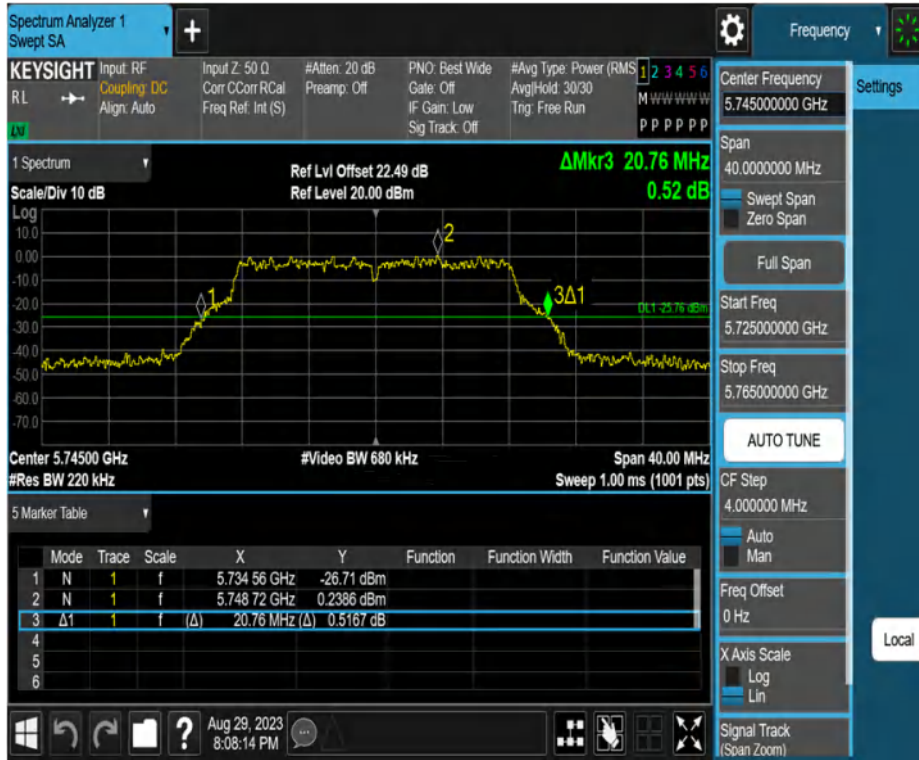 Spectrum Analyzer 1
Swept SA
Frequency
KEYSIGHT
RL
LXI
Input: RF
Coupling: DC
Align: Auto
Input Z: 50 Ω
Corr CCorr RCal
Freq Ref: Int (S)
#Atten: 20 dB
Preamp: Off
PNO: Best Wide
Gate: Off
IF Gain: Low
Sig Track: Off
#Avg Type: Power (RMS
Avg|Hold: 30/30
Trig: Free Run
1 2 3 4 5 6
M W W W W W
P P P P P P
1 Spectrum
Scale/Div 10 dB
Ref Lvl Offset 22.49 dB
Ref Level 20.00 dBm
ΔMkr3 20.76 MHz
0.52 dB
Log
10.0
0.00
-10.0
-20.0
-30.0
-40.0
-50.0
-60.0
-70.0
1
2
3Δ1
DL1 -25.76 dBm
Center 5.74500 GHz
#Video BW 680 kHz
Span 40.00 MHz
#Res BW 220 kHz
Sweep 1.00 ms (1001 pts)
5 Marker Table
Mode Trace Scale X Y Function Function Width Function Value
1 N 1 f 5.734 56 GHz -26.71 dBm
2 N 1 f 5.748 72 GHz 0.2386 dBm
3 Δ1 1 f (Δ) 20.76 MHz (Δ) 0.5167 dB
4
5
6
Aug 29, 2023
8:08:14 PM
?
Center Frequency
5.745000000 GHz
Span
40.0000000 MHz
Swept Span
Zero Span
Full Span
Start Freq
5.725000000 GHz
Stop Freq
5.765000000 GHz
AUTO TUNE
CF Step
4.000000 MHz
Auto
Man
Freq Offset
0 Hz
X Axis Scale
Log
Lin
Signal Track
(Span Zoom)
Settings
Local